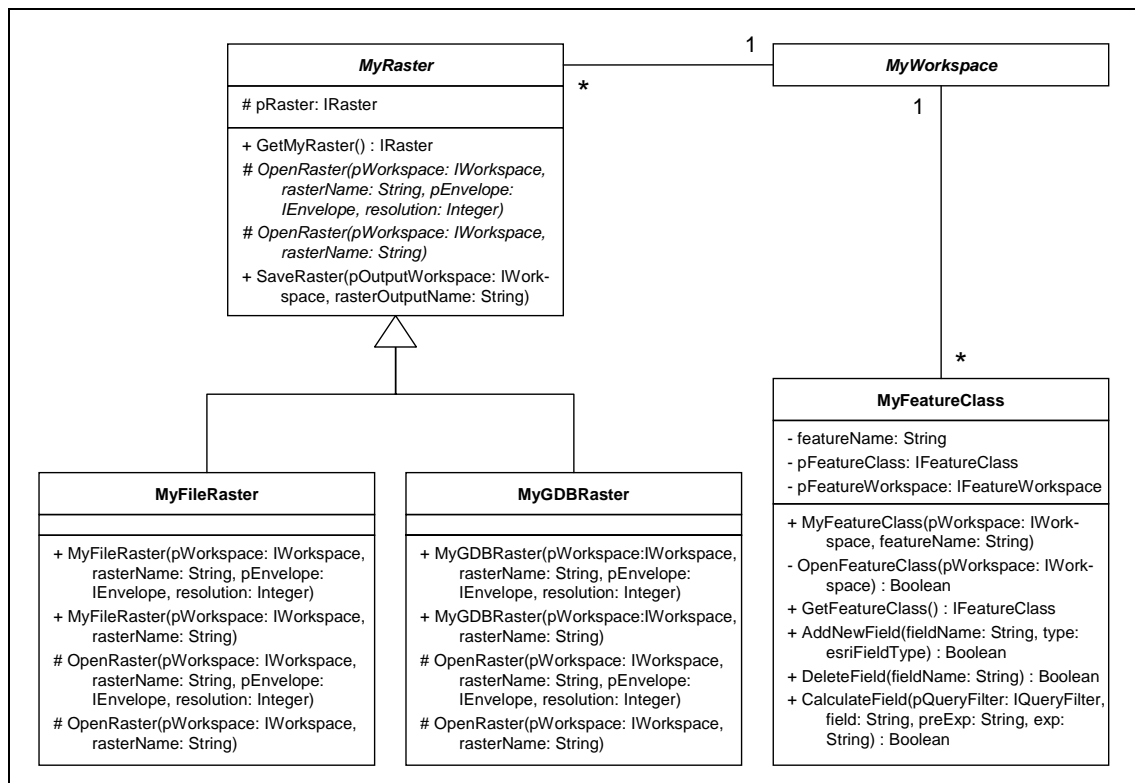 MyRaster
# pRaster: IRaster
+ GetMyRaster() : IRaster
# OpenRaster(pWorkspace: IWorkspace,
rasterName: String, pEnvelope:
IEnvelope, resolution: Integer)
# OpenRaster(pWorkspace: IWorkspace,
rasterName: String)
+ SaveRaster(pOutputWorkspace: IWork-
space, rasterOutputName: String)
1
*
MyWorkspace
1
*
MyFileRaster
+ MyFileRaster(pWorkspace: IWorkspace,
rasterName: String, pEnvelope:
IEnvelope, resolution: Integer)
+ MyFileRaster(pWorkspace: IWorkspace,
rasterName: String)
# OpenRaster(pWorkspace: IWorkspace,
rasterName: String, pEnvelope:
IEnvelope, resolution: Integer)
# OpenRaster(pWorkspace: IWorkspace,
rasterName: String)
MyGDBRaster
+ MyGDBRaster(pWorkspace:IWorkspace,
rasterName: String, pEnvelope:
IEnvelope, resolution: Integer)
+ MyGDBRaster(pWorkspace:IWorkspace,
rasterName: String)
# OpenRaster(pWorkspace: IWorkspace,
rasterName: String, pEnvelope:
IEnvelope, resolution: Integer)
# OpenRaster(pWorkspace: IWorkspace,
rasterName: String)
MyFeatureClass
- featureName: String
- pFeatureClass: IFeatureClass
- pFeatureWorkspace: IFeatureWorkspace
+ MyFeatureClass(pWorkspace: IWork-
space, featureName: String)
- OpenFeatureClass(pWorkspace: IWork-
space) : Boolean
+ GetFeatureClass() : IFeatureClass
+ AddNewField(fieldName: String, type:
esriFieldType) : Boolean
+ DeleteField(fieldName: String) : Boolean
+ CalculateField(pQueryFilter: IQueryFilter,
field: String, preExp: String, exp:
String) : Boolean